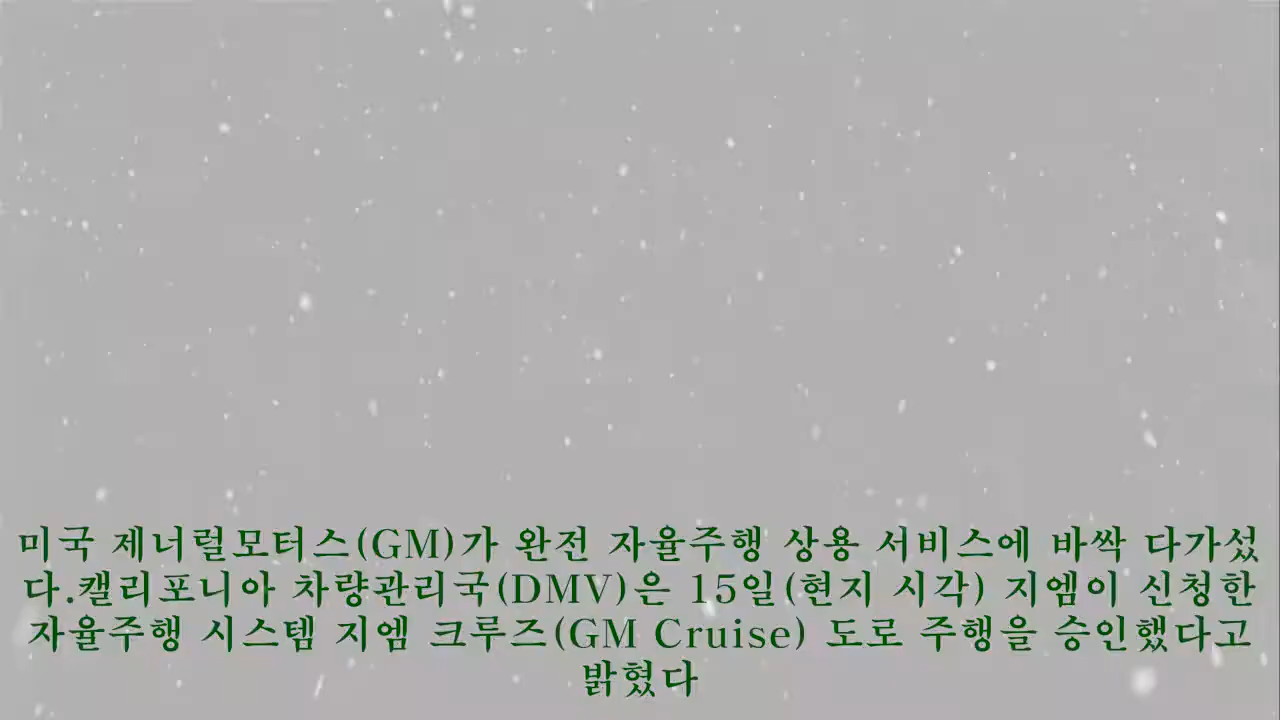 미국 제너럴모터스(GM)가 완전 자율주행 상용 서비스에 바싹 다가섰
다.캘리포니아 차량관리국(DMV)은 15일(현지 시각) 지엠이 신청한
자율주행 시스템 지엠 크루즈(GM Cruise) 도로 주행을 승인했다고
밝혔다